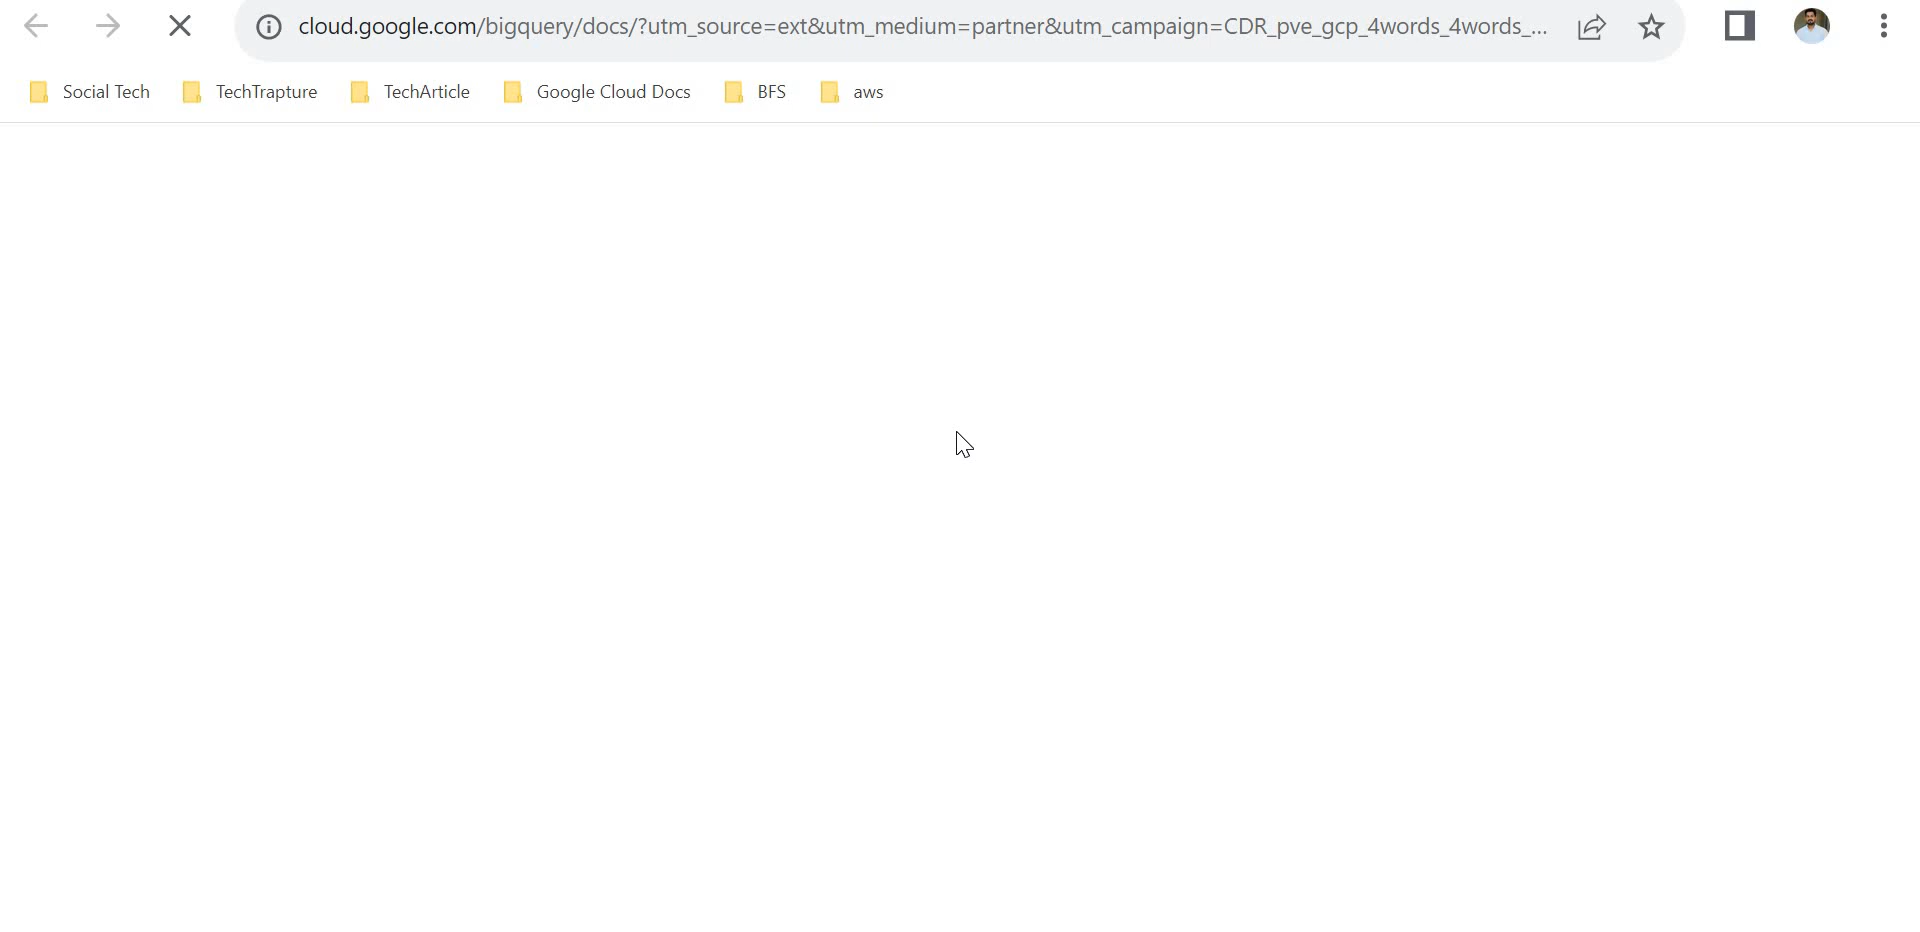 cloud.google.com/bigquery/docs/?utm_source=ext&utm_medium=partner&utm_campaign=CDR_pve_gcp_4words_4words_...
Social Tech TechTrapture TechArticle Google Cloud Docs BFS aws